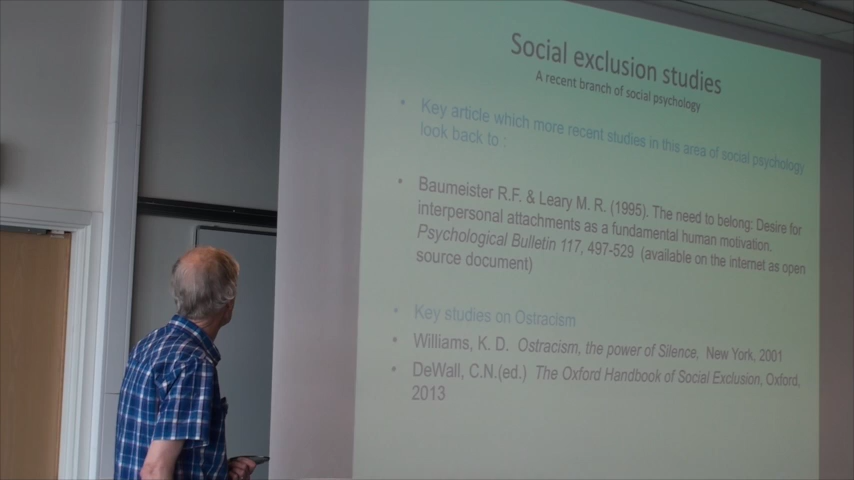 Social exclusion studies
A recent branch of social psychology
• Key article which more recent studies in this area of social psychology
look back to :
• Baumeister R.F. & Leary M. R. (1995). The need to belong: Desire for
interpersonal attachments as a fundamental human motivation.
Psychological Bulletin 117, 497-529 (available on the internet as open
source document)
• Key studies on Ostracism
• Williams, K. D. Ostracism, the power of Silence, New York, 2001
• DeWall, C.N.(ed.) The Oxford Handbook of Social Exclusion, Oxford,
2013